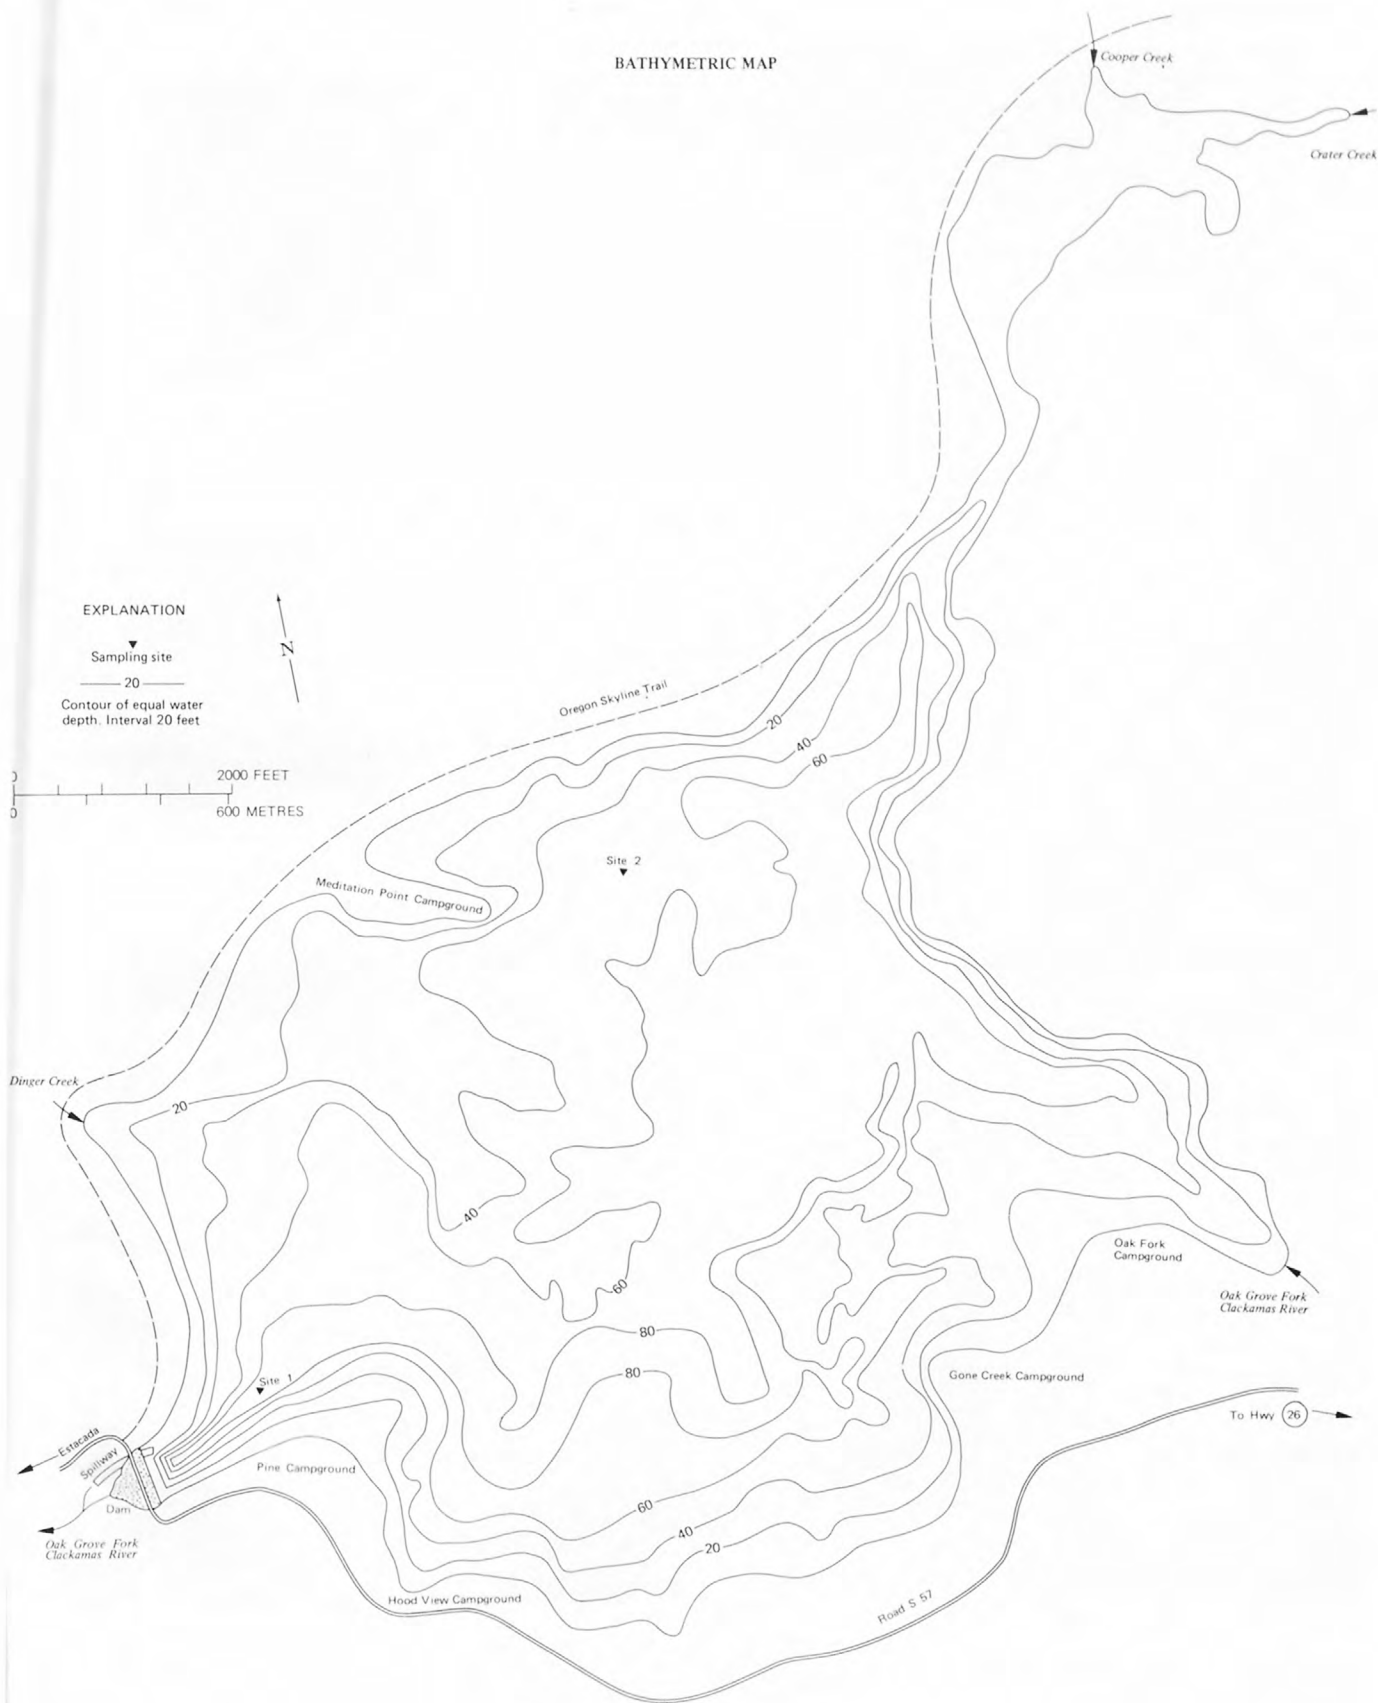 BATHYMETRIC MAP
Cooper Creek
Crater Creek
EXPLANATION
Sampling site
20
Contour of equal water
depth. Interval 20 feet
N
0
2000 FEET
0
600 METRES
Oregon Skyline Trail
20
40
60
Site 2
Meditation Point Campground
Dinger Creek
20
40
60
80
80
Oak Fork
Campground
Oak Grove Fork
Clackamas River
Gone Creek Campground
To Hwy 26
Site 1
Estacada
Spillway
Dam
Pine Campground
Oak Grove Fork
Clackamas River
60
40
20
Hood View Campground
Road S 57